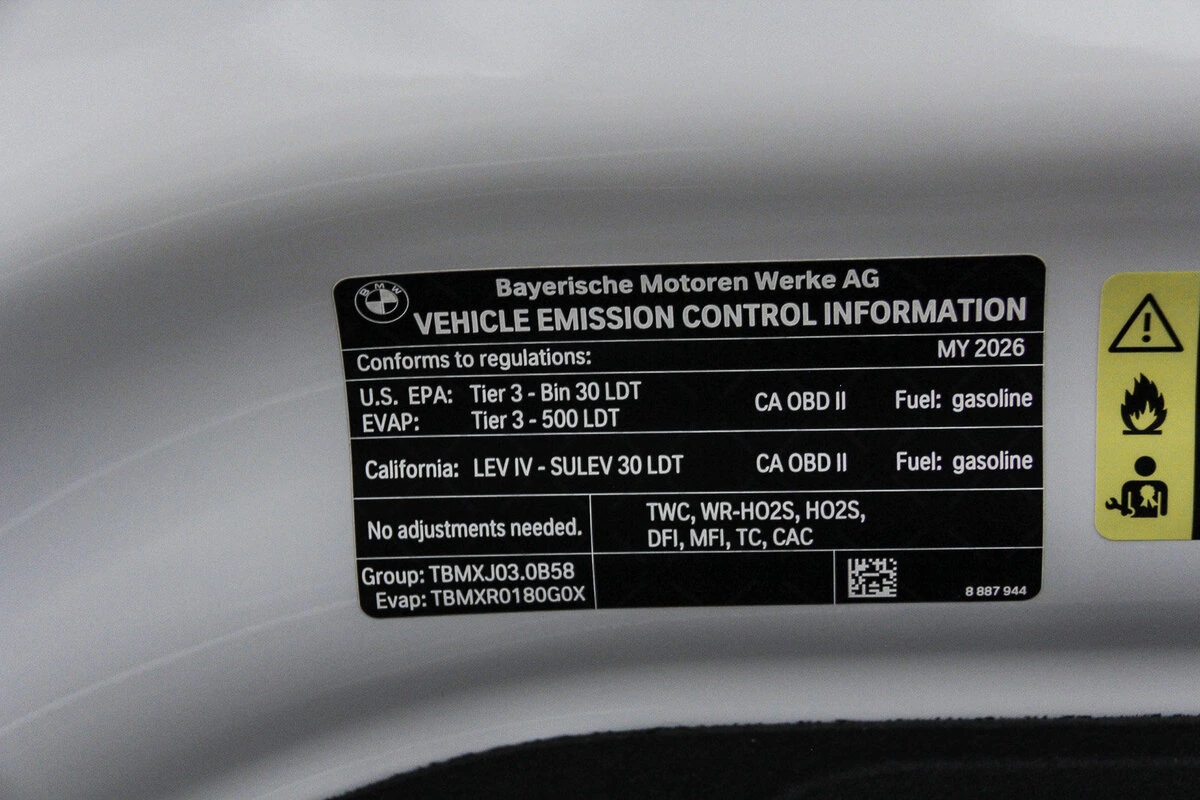 BMW
Bayerische Motoren Werke AG
VEHICLE EMISSION CONTROL INFORMATION
Conforms to regulations: MY 2026
U.S. EPA: Tier 3 - Bin 30 LDT
EVAP: Tier 3 - 500 LDT
CA OBD II Fuel: gasoline
California: LEV IV - SULEV 30 LDT CA OBD II Fuel: gasoline
No adjustments needed.
TWC, WR-HO2S, HO2S,
DFI, MFI, TC, CAC
Group: TBMXJ03.0B58
Evap: TBMXR0180G0X
8 887 944